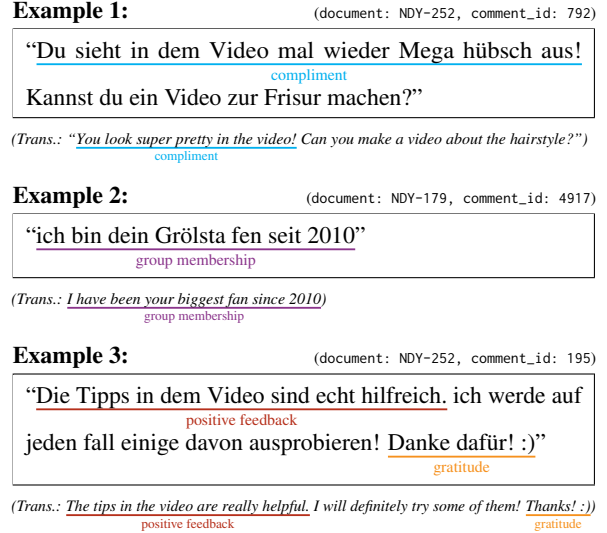 Example 1: (document: NDY-252, comment_id: 792)
“Du sieht in dem Video mal wieder Mega hübsch aus!
compliment
Kannst du ein Video zur Frisur machen?”
(Trans.: “You look super pretty in the video! Can you make a video about the hairstyle?”)
compliment
Example 2: (document: NDY-179, comment_id: 4917)
“ich bin dein Grölsta fen seit 2010”
group membership
(Trans.: I have been your biggest fan since 2010)
group membership
Example 3: (document: NDY-252, comment_id: 195)
“Die Tipps in dem Video sind echt hilfreich. ich werde auf
positive feedback
jeden fall einige davon ausprobieren! Danke dafür! :)”
gratitude
(Trans.: The tips in the video are really helpful. I will definitely try some of them! Thanks! :))
positive feedback gratitude